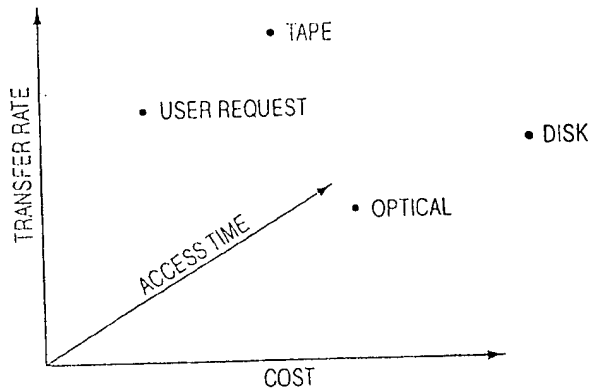 TAPE
USER REQUEST
DISK
OPTICAL
TRANSFER RATE
ACCESS TIME
COST